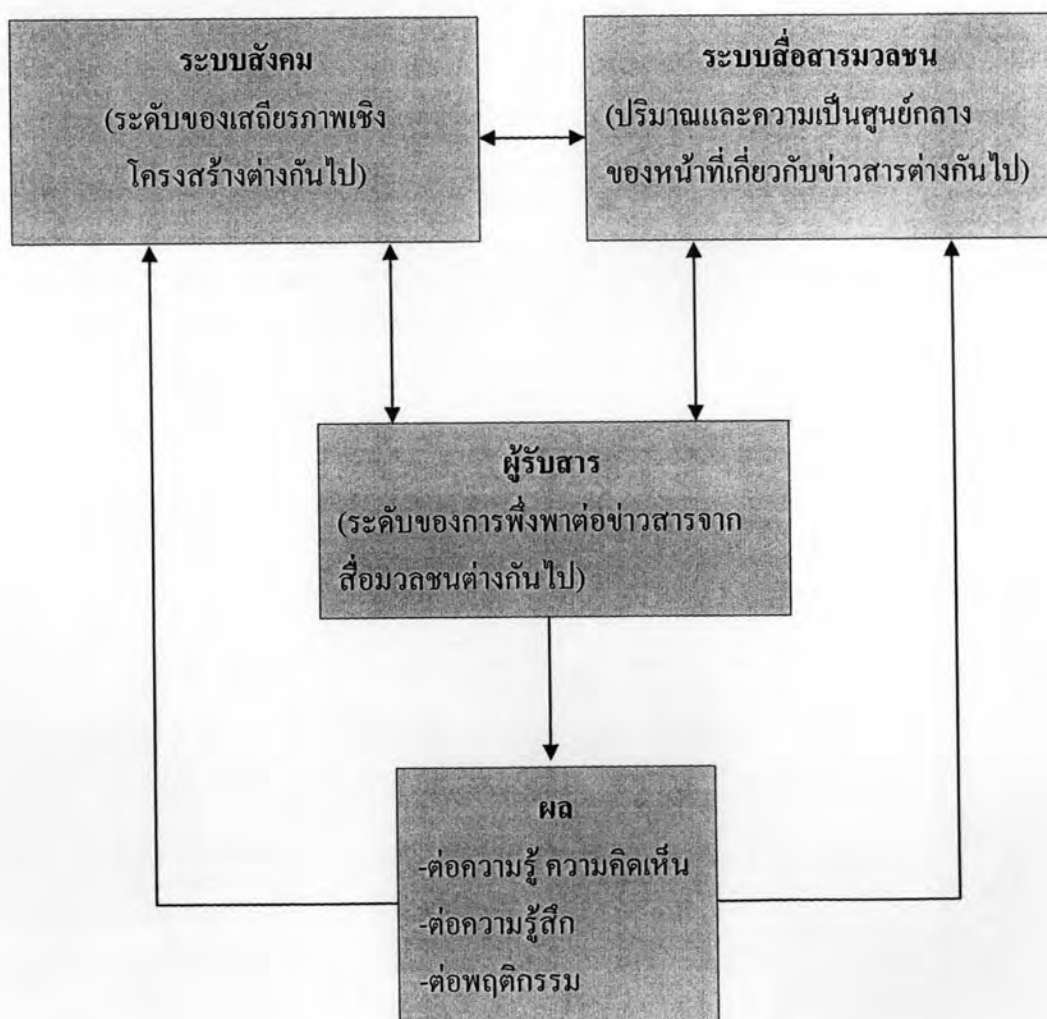 ระบบสังคม
(ระดับของเสถียรภาพเชิง
โครงสร้างต่างกันไป)
ระบบสื่อสารมวลชน
(ปริมาณและความเป็นศูนย์กลาง
ของหน้าที่เกี่ยวกับข่าวสารต่างกันไป)
ผู้รับสาร
(ระดับของการพึ่งพาต่อข่าวสารจาก
สื่อมวลชนต่างกันไป)
ผล
-ต่อความรู้ ความคิดเห็น
-ต่อความรู้สึก
-ต่อพฤติกรรม